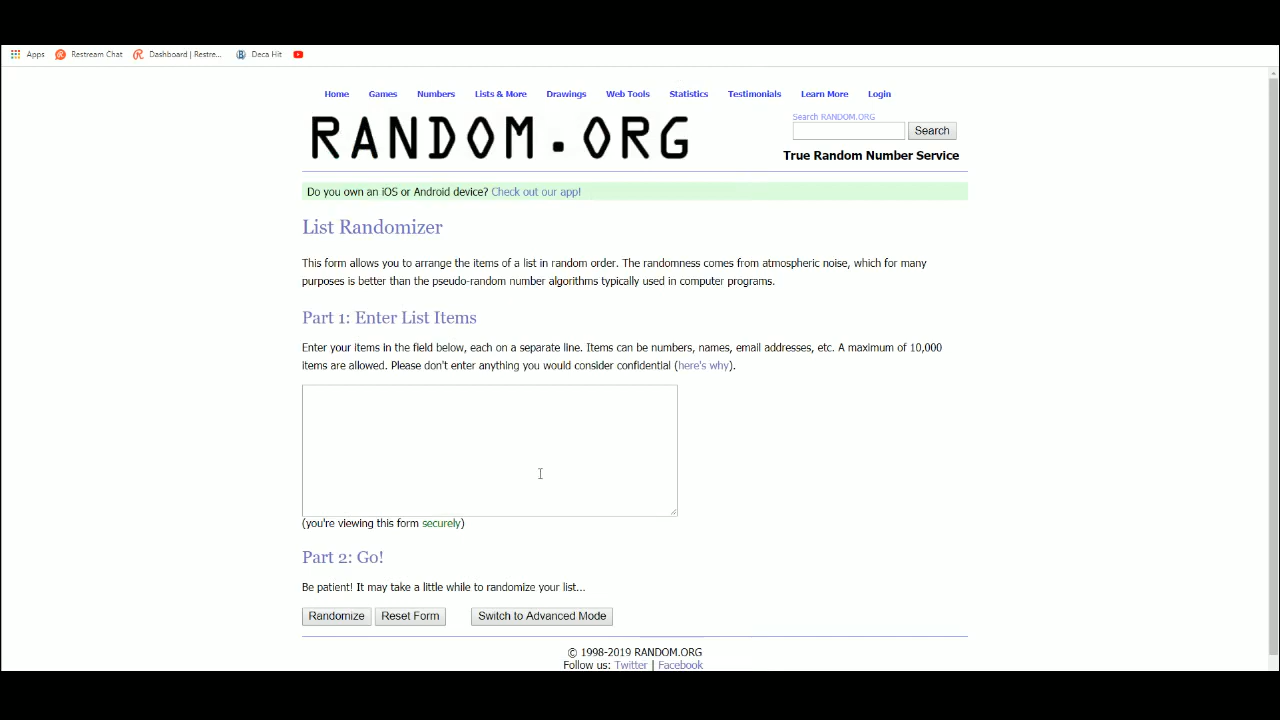 Apps Restream Chat Dashboard | Restre... Deca Hit
Home Games Numbers Lists & More Drawings Web Tools Statistics Testimonials Learn More Login
RANDOM.ORG
Search RANDOM.ORG
Search
True Random Number Service
Do you own an iOS or Android device? Check out our app!
List Randomizer
This form allows you to arrange the items of a list in random order. The randomness comes from atmospheric noise, which for many
purposes is better than the pseudo-random number algorithms typically used in computer programs.
Part 1: Enter List Items
Enter your items in the field below, each on a separate line. Items can be numbers, names, email addresses, etc. A maximum of 10,000
items are allowed. Please don't enter anything you would consider confidential (here's why).
(you're viewing this form securely)
Part 2: Go!
Be patient! It may take a little while to randomize your list...
Randomize Reset Form Switch to Advanced Mode
© 1998-2019 RANDOM.ORG
Follow us: Twitter | Facebook